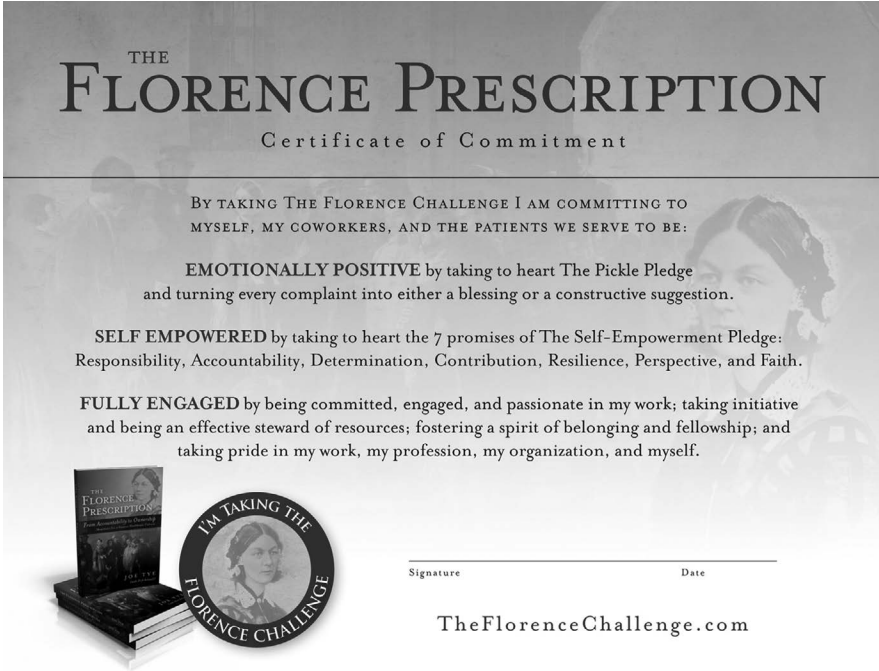 THE
FLORENCE PRESCRIPTION
Certificate of Commitment
BY TAKING THE FLORENCE CHALLENGE I AM COMMITTING TO
MYSELF, MY COWORKERS, AND THE PATIENTS WE SERVE TO BE:
EMOTIONALLY POSITIVE by taking to heart The Pickle Pledge
and turning every complaint into either a blessing or a constructive suggestion.
SELF EMPOWERED by taking to heart the 7 promises of The Self-Empowerment Pledge:
Responsibility, Accountability, Determination, Contribution, Resilience, Perspective, and Faith.
FULLY ENGAGED by being committed, engaged, and passionate in my work; taking initiative
and being an effective steward of resources; fostering a spirit of belonging and fellowship; and
taking pride in my work, my profession, my organization, and myself.
THE
FLORENCE
PRESCRIPTION
From Accountability to Ownership
JOE TYE
I'M TAKING THE
FLORENCE CHALLENGE
Signature Date
TheFlorenceChallenge.com